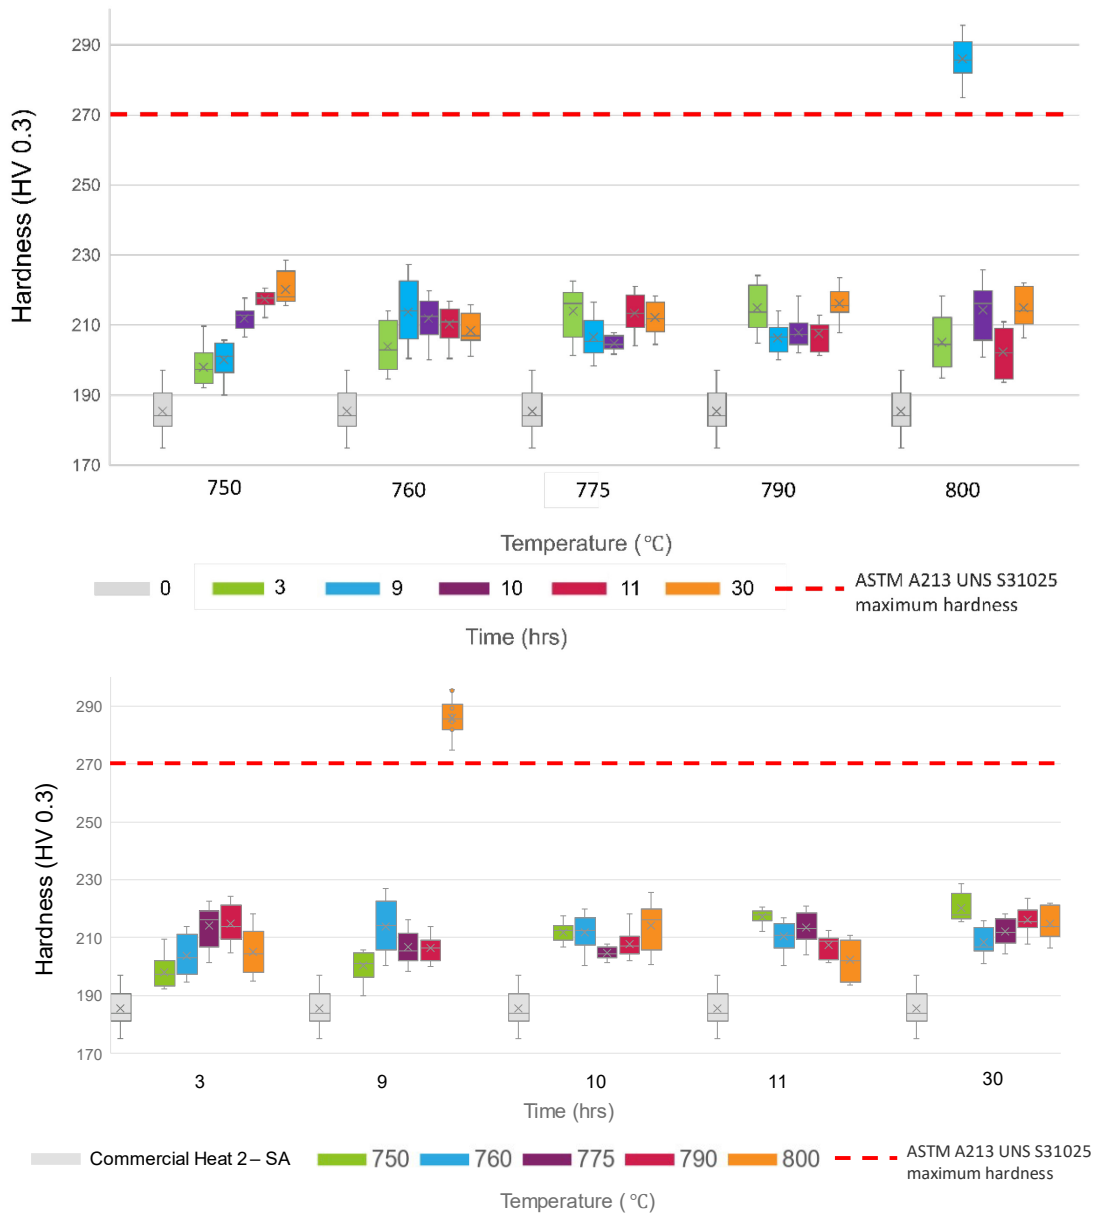 Hardness (HV 0.3)
290
270
250
230
210
190
170
750 760 775 790 800
Temperature (℃)
0 3 9 10 11 30 ASTM A213 UNS S31025
maximum hardness
Time (hrs)
Hardness (HV 0.3)
290
270
250
230
210
190
170
3 9 10 11 30
Time (hrs)
Commercial Heat 2 – SA 750 760 775 790 800 ASTM A213 UNS S31025
maximum hardness
Temperature (℃)